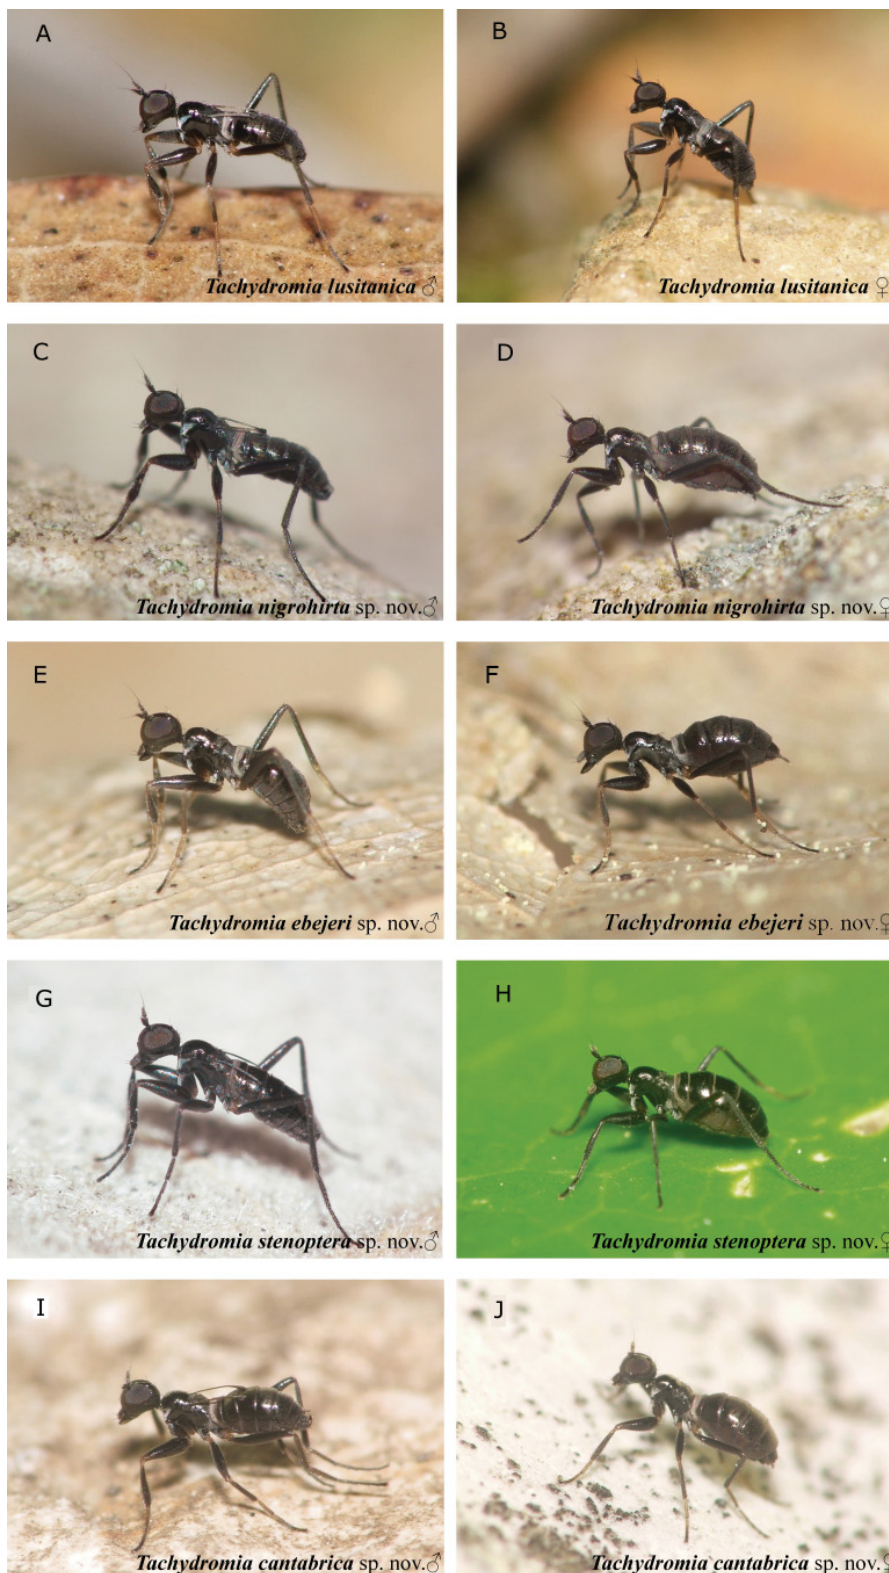 A
B
Tachydromia lusitanica ♂
Tachydromia lusitanica ♀
C
D
Tachydromia nigrohirta sp. nov.♂
Tachydromia nigrohirta sp. nov.♀
E
F
Tachydromia ebejeri sp. nov.♂
Tachydromia ebejeri sp. nov.♀
G
H
Tachydromia stenoptera sp. nov.♂
Tachydromia stenoptera sp. nov.♀
I
J
Tachydromia cantabrica sp. nov.♂
Tachydromia cantabrica sp. nov.♀